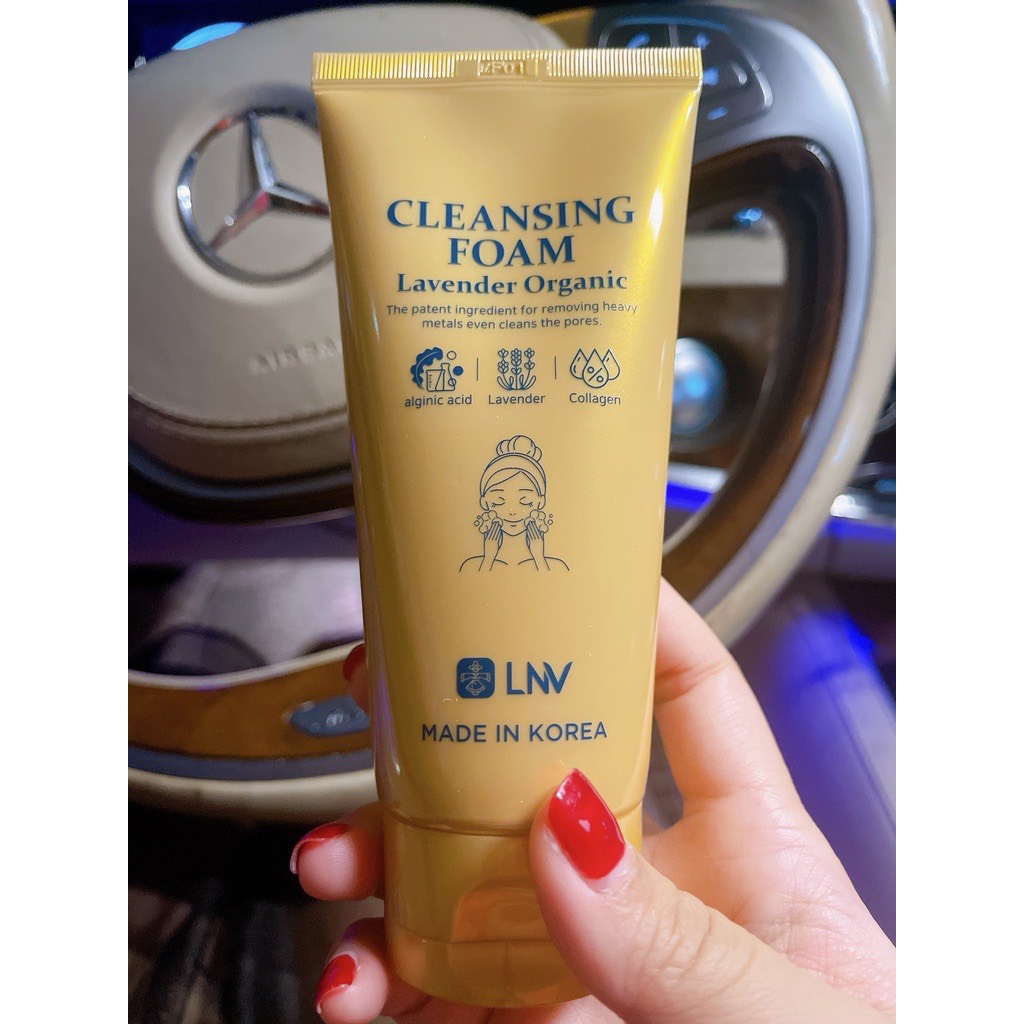 CLEANSING
FOAM
Lavender Organic
The patent ingredient for removing heavy
metals even cleans the pores.
alginic acid
Lavender
Collagen
LNV
MADE IN KOREA